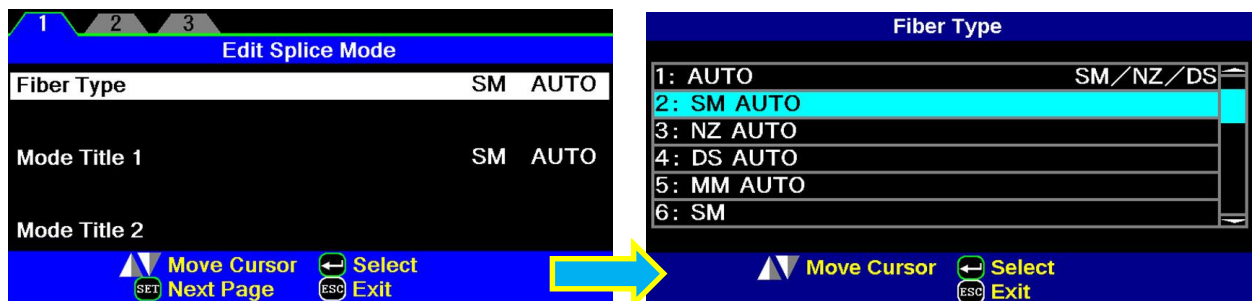 1 2 3
Edit Splice Mode
Fiber Type SM AUTO
Mode Title 1 SM AUTO
Mode Title 2
Move Cursor Select
SET Next Page ESC Exit
Fiber Type
1: AUTO SM/NZ/DS
2: SM AUTO
3: NZ AUTO
4: DS AUTO
5: MM AUTO
6: SM
Move Cursor Select
ESC Exit